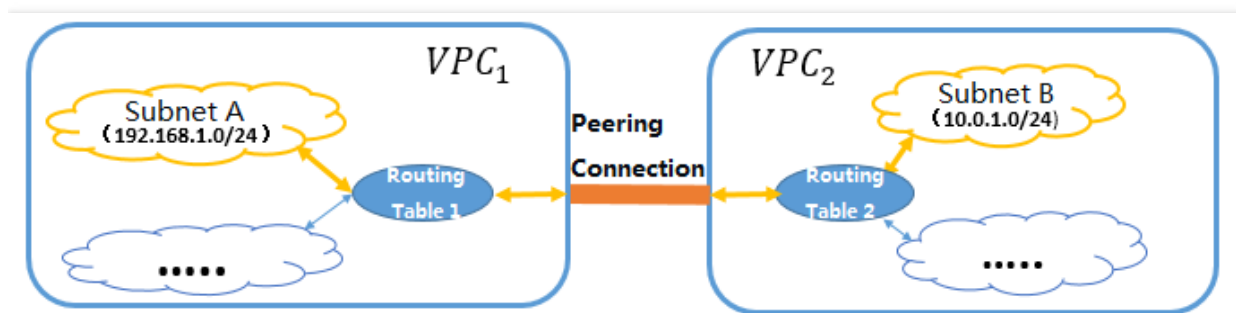 VPC₁
Subnet A
(192.168.1.0/24)
Routing
Table 1
.....
Peering
Connection
VPC₂
Subnet B
(10.0.1.0/24)
Routing
Table 2
.....